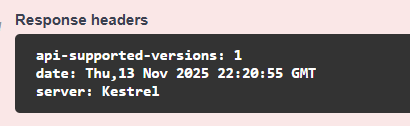 Response headers
api-supported-versions: 1
date: Thu,13 Nov 2025 22:20:55 GMT
server: Kestrel